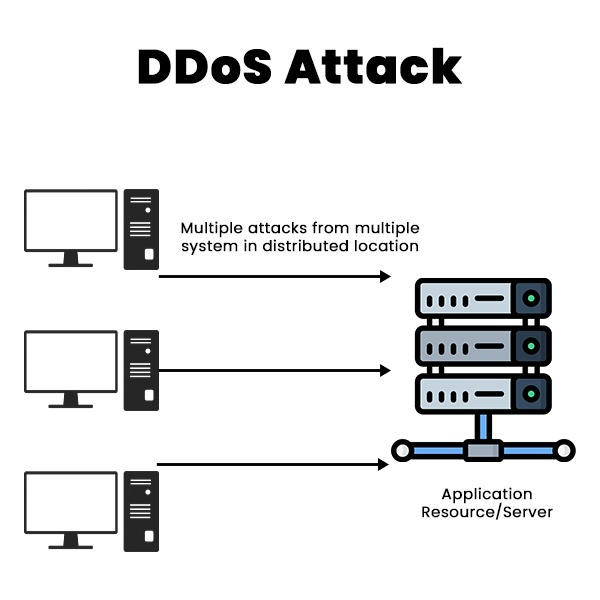 DDoS Attack
Multiple attacks from multiple
system in distributed location
Application
Resource/Server